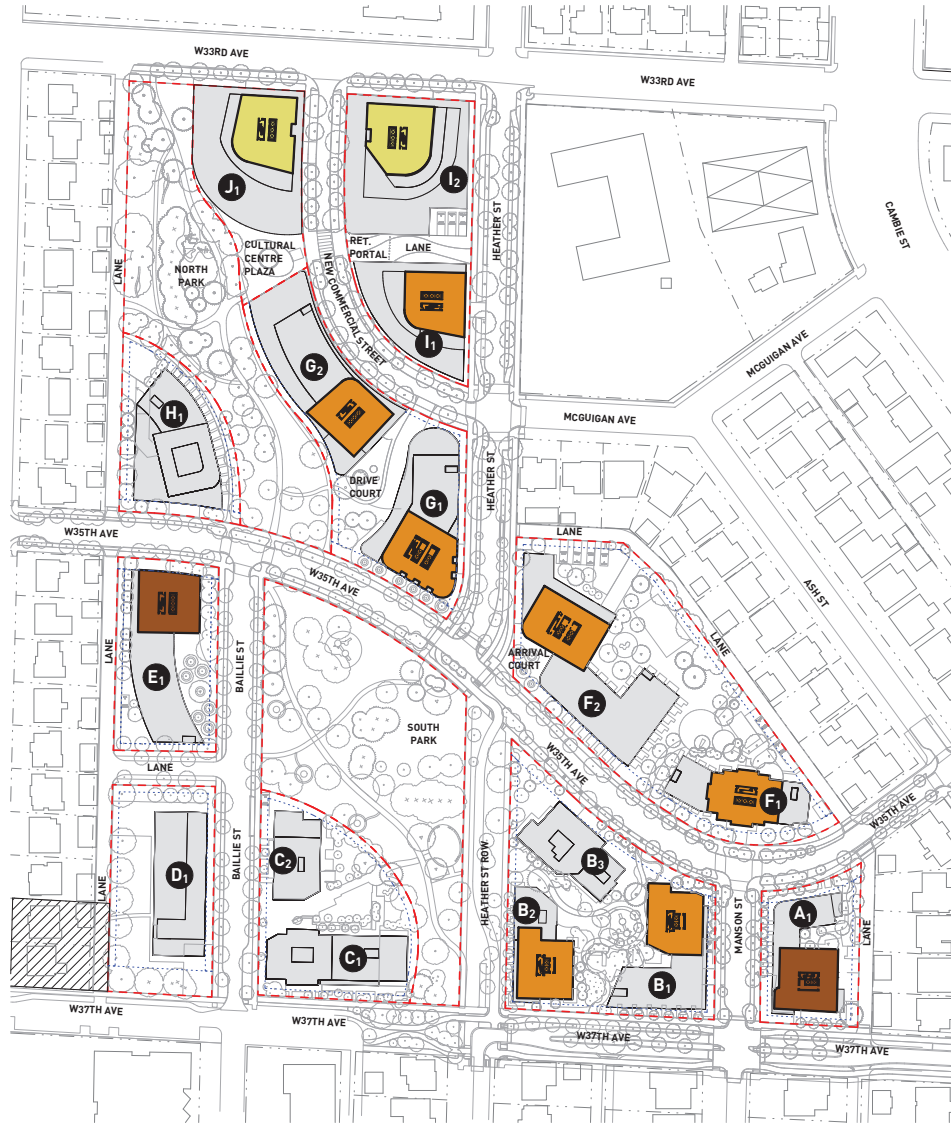 W33RD AVE
W33RD AVE
J1
I2
HEATHER ST
CAMBIE ST
CULTURAL
CENTRE
PLAZA
RET.
PORTAL
LANE
LANE
NORTH
PARK
NEW COMMERCIAL STREET
I1
G2
MCGUIGAN AVE
MCGUIGAN AVE
H1
DRIVE
COURT
G1
HEATHER ST
W35TH AVE
LANE
W35TH AVE
ASH ST
LANE
LANE
E1
BAILLIE ST
ARRIVAL
COURT
F2
SOUTH
PARK
W35TH AVE
LANE
F1
W35TH AVE
D1
LANE
BAILLIE ST
C2
B3
HEATHER ST ROW
B2
MANSON ST
A1
LANE
C1
B1
W37TH AVE
W37TH AVE
W37TH AVE
W37TH AVE